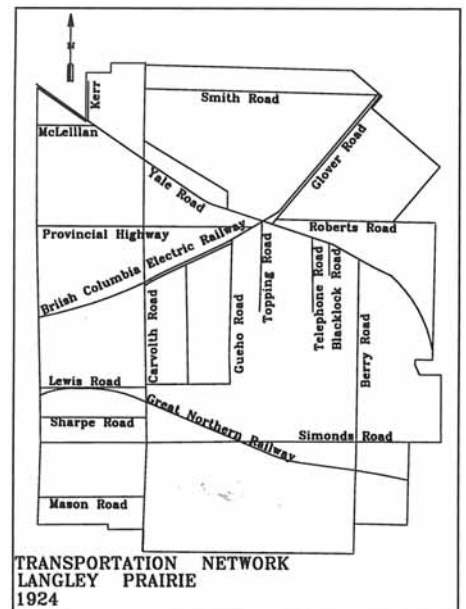 N
Kerr
Smith Road
McLelllan
Glover Road
Yale Road
Roberts Road
Provincial Highway
Briish Columbia Electric Railway
Topping Road
Telephone Road
Blacklock Road
Carvolth Road
Gueho Road
Berry Road
Lewis Road
Great Northern Railway
Sharpe Road
Simonds Road
Mason Road
TRANSPORTATION NETWORK
LANGLEY PRAIRIE
1924